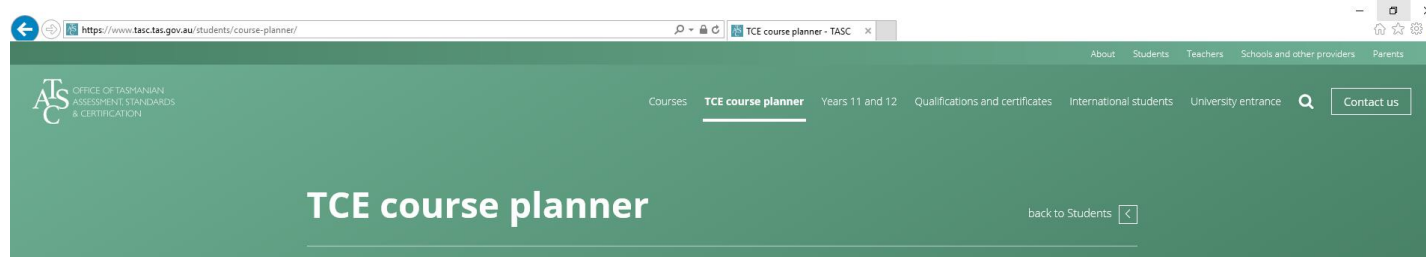 https://www.tasc.tas.gov.au/students/course-planner/
TCE course planner - TASC
About Students Teachers Schools and other providers Parents
TASC
OFFICE OF TASMANIAN
ASSESSMENT, STANDARDS
& CERTIFICATION
Courses TCE course planner Years 11 and 12 Qualifications and certificates International students University entrance Contact us
TCE course planner
back to Students